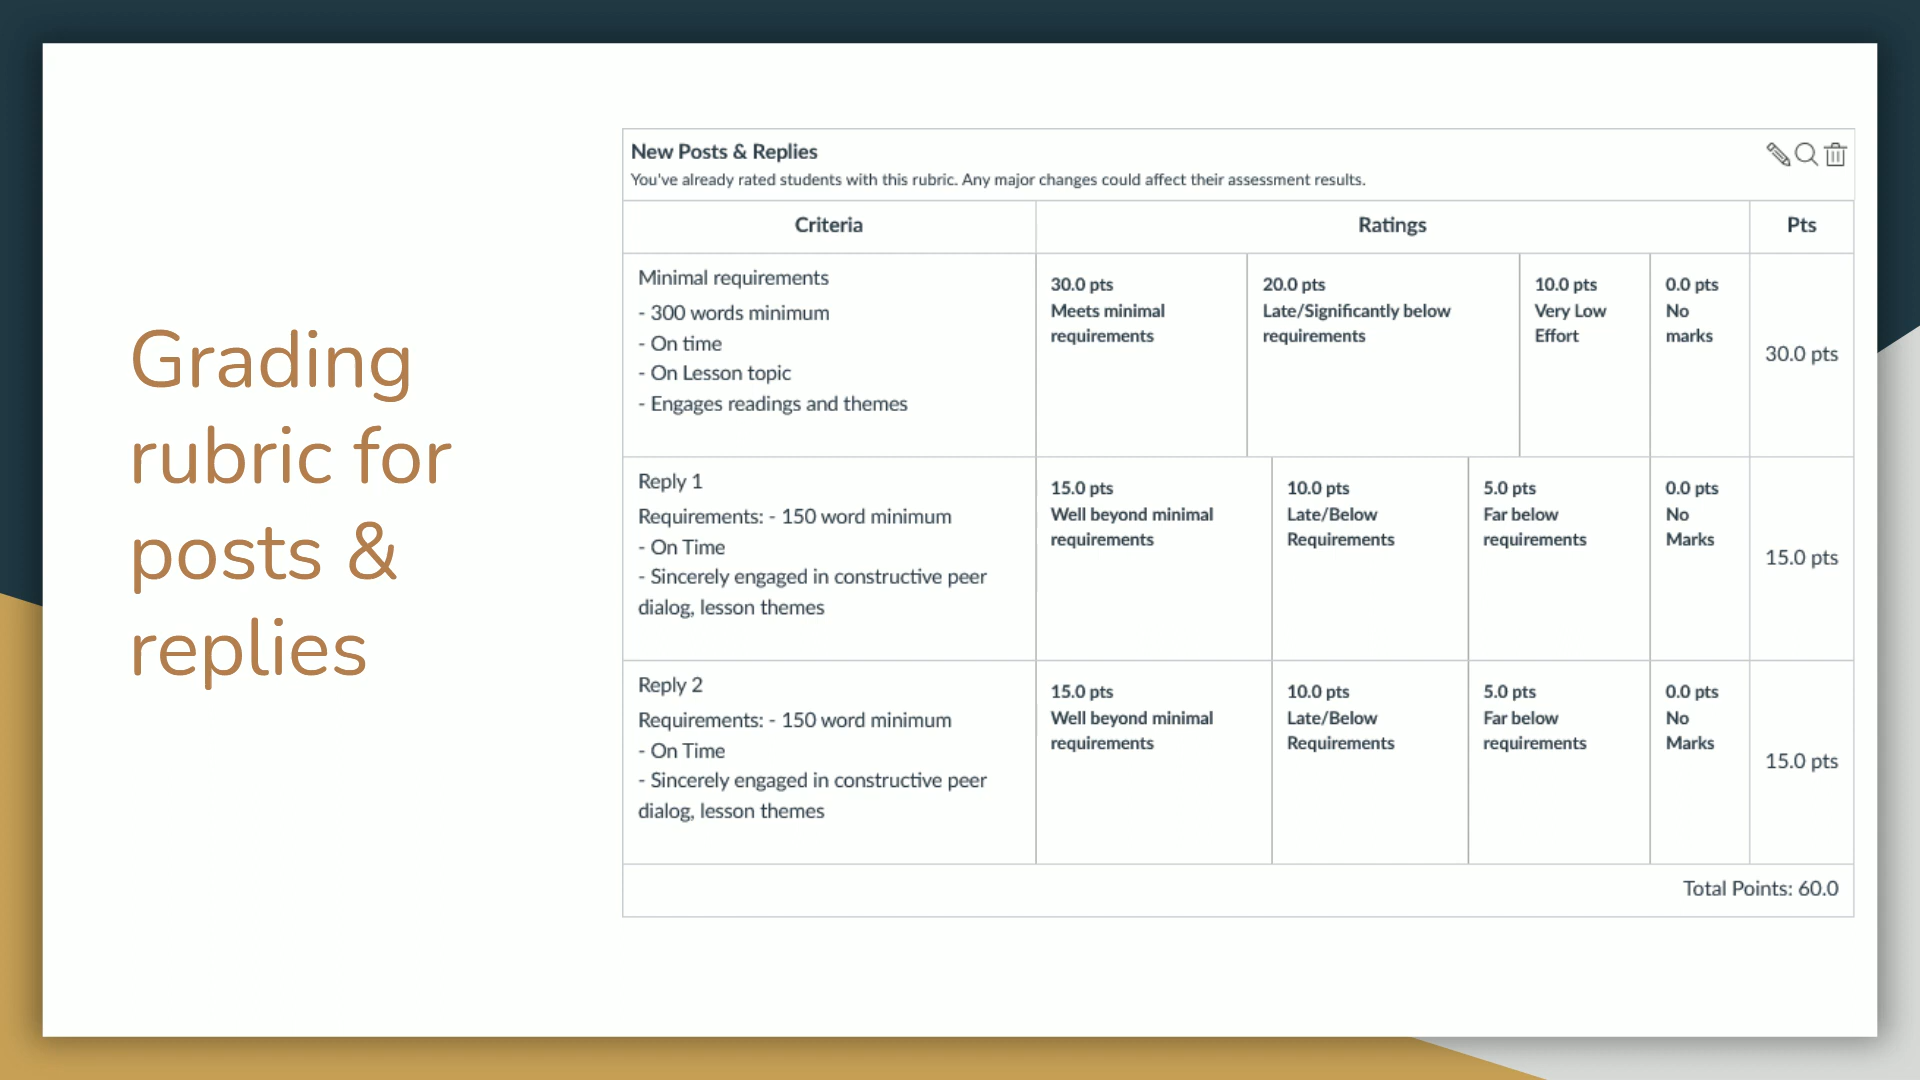 Grading
rubric for
posts &
replies
New Posts & Replies
You've already rated students with this rubric. Any major changes could affect their assessment results.
Criteria
Ratings
Pts
Minimal requirements
- 300 words minimum
- On time
- On Lesson topic
- Engages readings and themes
30.0 pts
Meets minimal
requirements
20.0 pts
Late/Significantly below
requirements
10.0 pts
Very Low
Effort
0.0 pts
No
marks
30.0 pts
Reply 1
Requirements: - 150 word minimum
- On Time
- Sincerely engaged in constructive peer
dialog, lesson themes
15.0 pts
Well beyond minimal
requirements
10.0 pts
Late/Below
Requirements
5.0 pts
Far below
requirements
0.0 pts
No
Marks
15.0 pts
Reply 2
Requirements: - 150 word minimum
- On Time
- Sincerely engaged in constructive peer
dialog, lesson themes
15.0 pts
Well beyond minimal
requirements
10.0 pts
Late/Below
Requirements
5.0 pts
Far below
requirements
0.0 pts
No
Marks
15.0 pts
Total Points: 60.0